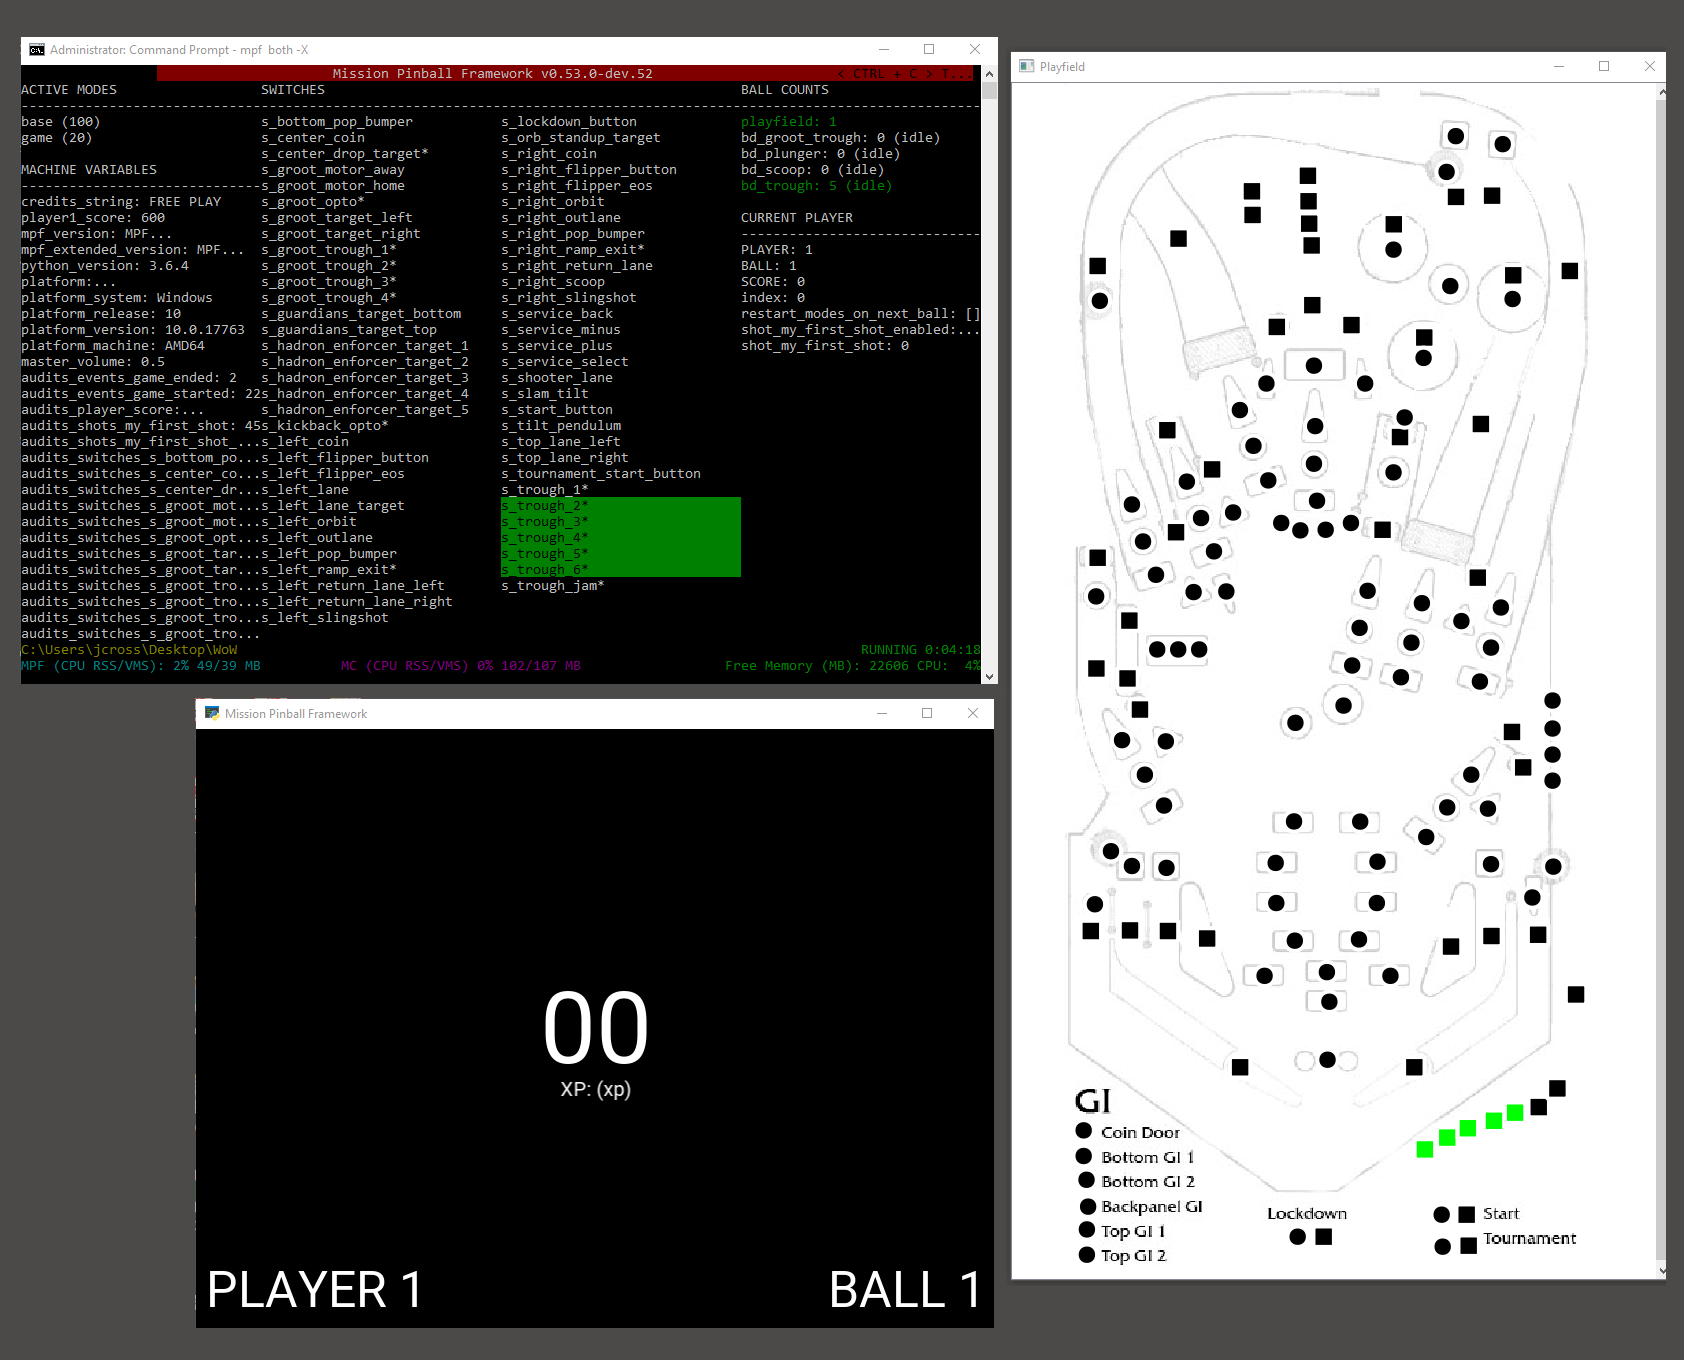 Administrator: Command Prompt - mpf both -X
Mission Pinball Framework v0.53.0-dev.52 < CTRL + C > T...
ACTIVE MODES SWITCHES BALL COUNTS
base (100) s_bottom_pop_bumper s_lockdown_button playfield: 1
game (20) s_center_coin s_orb_standup_target bd_groot_trough: 0 (idle)
s_center_drop_target* s_right_coin bd_plunger: 0 (idle)
MACHINE VARIABLES s_groot_motor_away s_right_flipper_button bd_scoop: 0 (idle)
s_groot_motor_home s_right_flipper_eos bd_trough: 5 (idle)
credits_string: FREE PLAY s_groot_opto* s_right_orbit
player1_score: 600 s_groot_target_left s_right_outlane CURRENT PLAYER
mpf_version: MPF... s_groot_target_right s_right_pop_bumper
mpf_extended_version: MPF... s_groot_trough_1* s_right_ramp_exit* PLAYER: 1
python_version: 3.6.4 s_groot_trough_2* s_right_return_lane BALL: 1
platform:... s_groot_trough_3* s_right_scoop SCORE: 0
platform_system: Windows s_groot_trough_4* s_right_slingshot index: 0
platform_release: 10 s_guardians_target_bottom s_service_back restart_modes_on_next_ball: []
platform_version: 10.0.17763 s_guardians_target_top s_service_minus shot_my_first_shot_enabled:...
platform_machine: AMD64 s_hadron_enforcer_target_1 s_service_plus shot_my_first_shot: 0
master_volume: 0.5 s_hadron_enforcer_target_2 s_service_select
audits_events_game_ended: 2 s_hadron_enforcer_target_3 s_shooter_lane
audits_events_game_started: 22s_hadron_enforcer_target_4 s_slam_tilt
audits_player_score:... s_hadron_enforcer_target_5 s_start_button
audits_shots_my_first_shot: 45s_kickback_opto* s_tilt_pendulum
audits_shots_my_first_shot_...s_left_coin s_top_lane_left
audits_switches_s_bottom_po...s_left_flipper_button s_top_lane_right
audits_switches_s_center_co...s_left_flipper_eos s_tournament_start_button
audits_switches_s_center_dr...s_left_lane s_trough_1*
audits_switches_s_groot_mot...s_left_lane_target s_trough_2*
audits_switches_s_groot_mot...s_left_orbit s_trough_3*
audits_switches_s_groot_opt...s_left_outlane s_trough_4*
audits_switches_s_groot_tar...s_left_pop_bumper s_trough_5*
audits_switches_s_groot_tar...s_left_ramp_exit* s_trough_6*
audits_switches_s_groot_tro...s_left_return_lane_left s_trough_jam*
audits_switches_s_groot_tro...s_left_return_lane_right
audits_switches_s_groot_tro...s_left_slingshot
audits_switches_s_groot_tro...
C:\Users\jcross\Desktop\WoW RUNNING 0:04:18
MPF (CPU RSS/VMS): 2% 49/39 MB MC (CPU RSS/VMS) 0% 102/107 MB Free Memory (MB): 22606 CPU: 4%
Mission Pinball Framework
00
XP: (xp)
PLAYER 1 BALL 1
Playfield
GI
Coin Door
Bottom GI 1
Bottom GI 2
Backpanel GI
Top GI 1
Top GI 2
Lockdown
Start
Tournament